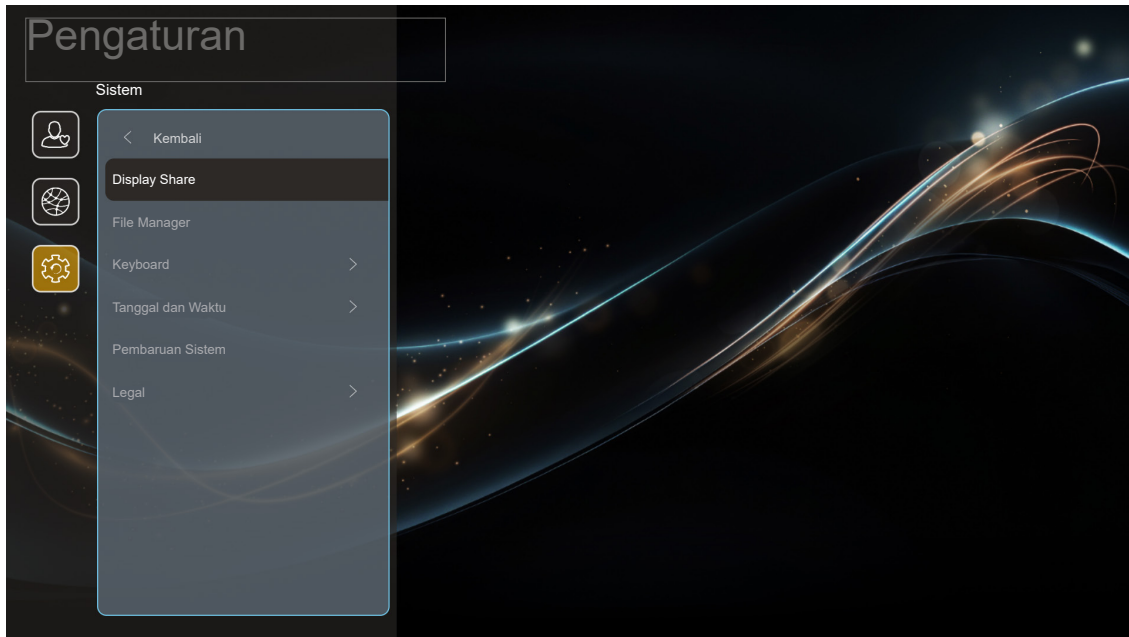 Pengaturan
Sistem
Kembali
Display Share
File Manager
Keyboard
Tanggal dan Waktu
Pembaruan Sistem
Legal